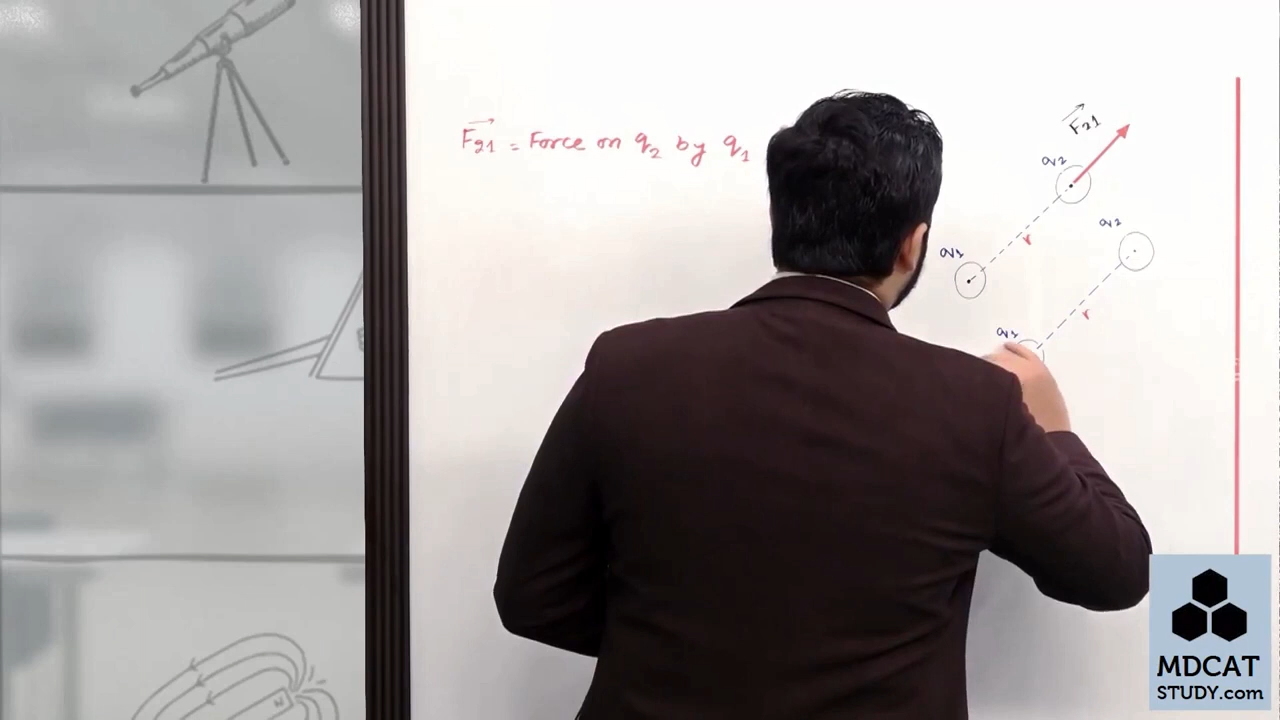 F21 = Force on q2 by q1
F21
q2
q2
q1
r
r
q1
MDCAT
STUDY.com